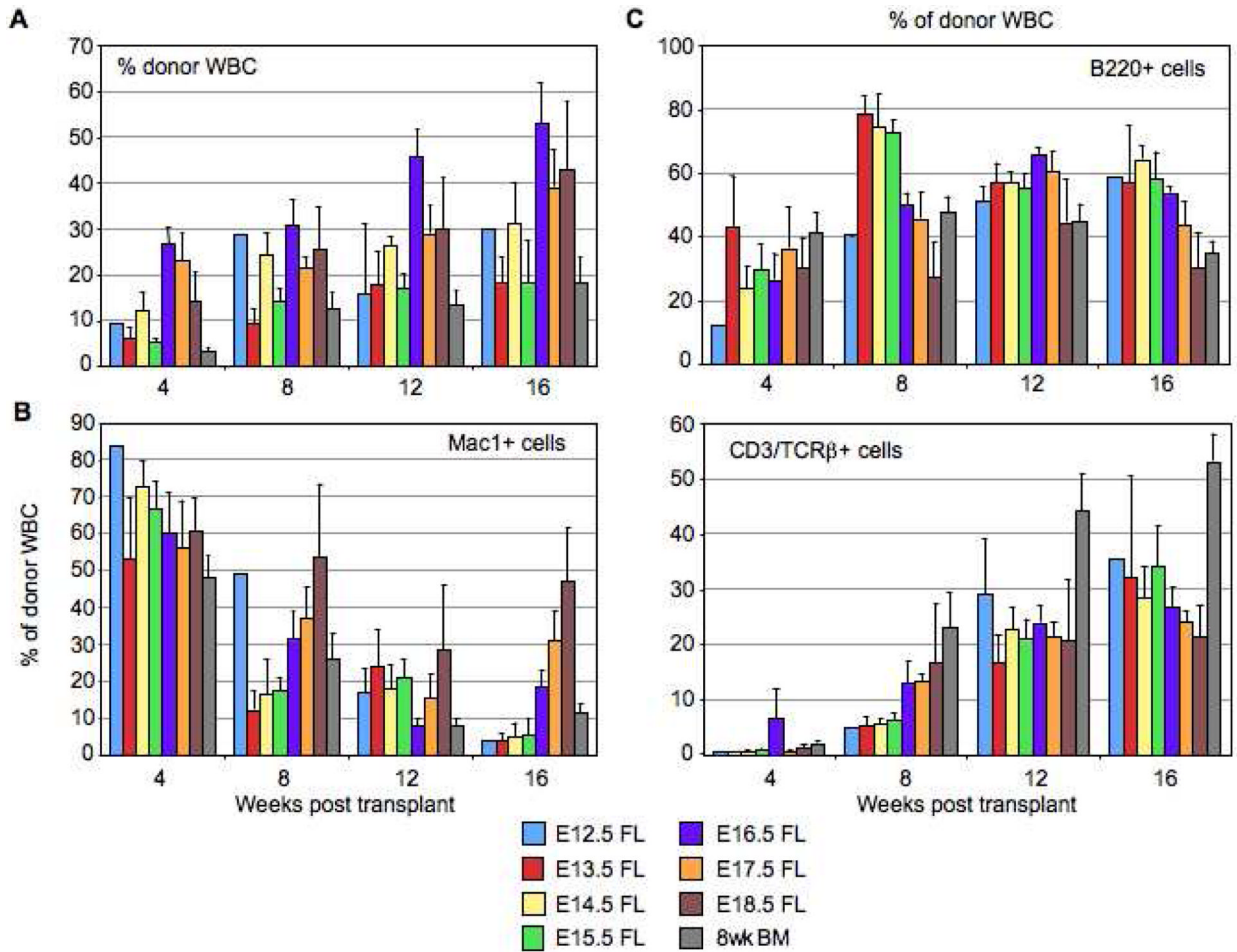 A
% donor WBC
70
60
50
40
30
20
10
0
4 8 12 16
C
% of donor WBC
B220+ cells
100
80
60
40
20
0
4 8 12 16
B
Mac1+ cells
% of donor WBC
90
80
70
60
50
40
30
20
10
0
4 8 12 16
Weeks post transplant
CD3/TCRβ+ cells
60
50
40
30
20
10
0
4 8 12 16
Weeks post transplant
E12.5 FL
E13.5 FL
E14.5 FL
E15.5 FL
E16.5 FL
E17.5 FL
E18.5 FL
8wk BM